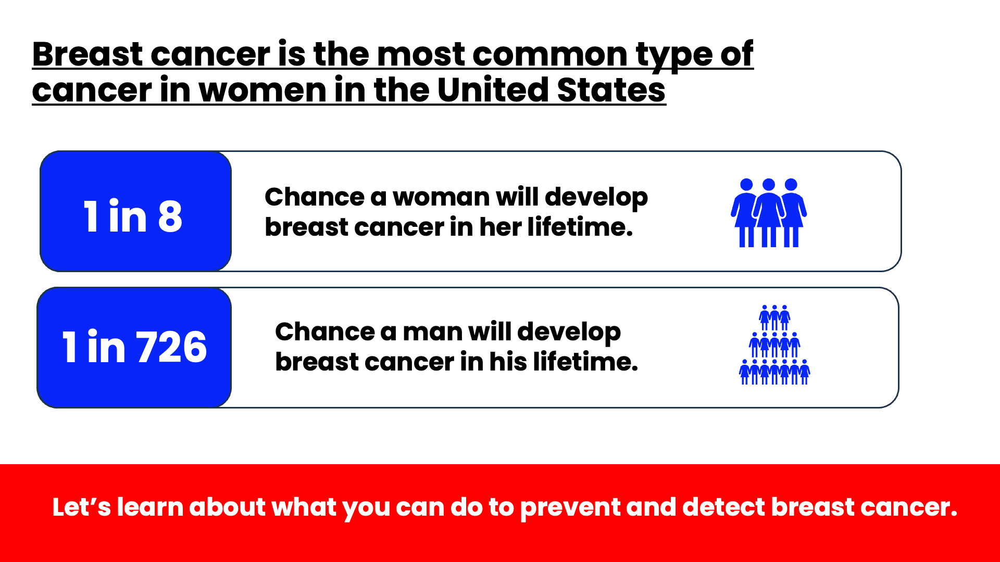 Breast cancer is the most common type of
cancer in women in the United States
1 in 8
Chance a woman will develop
breast cancer in her lifetime.
1 in 726
Chance a man will develop
breast cancer in his lifetime.
Let’s learn about what you can do to prevent and detect breast cancer.